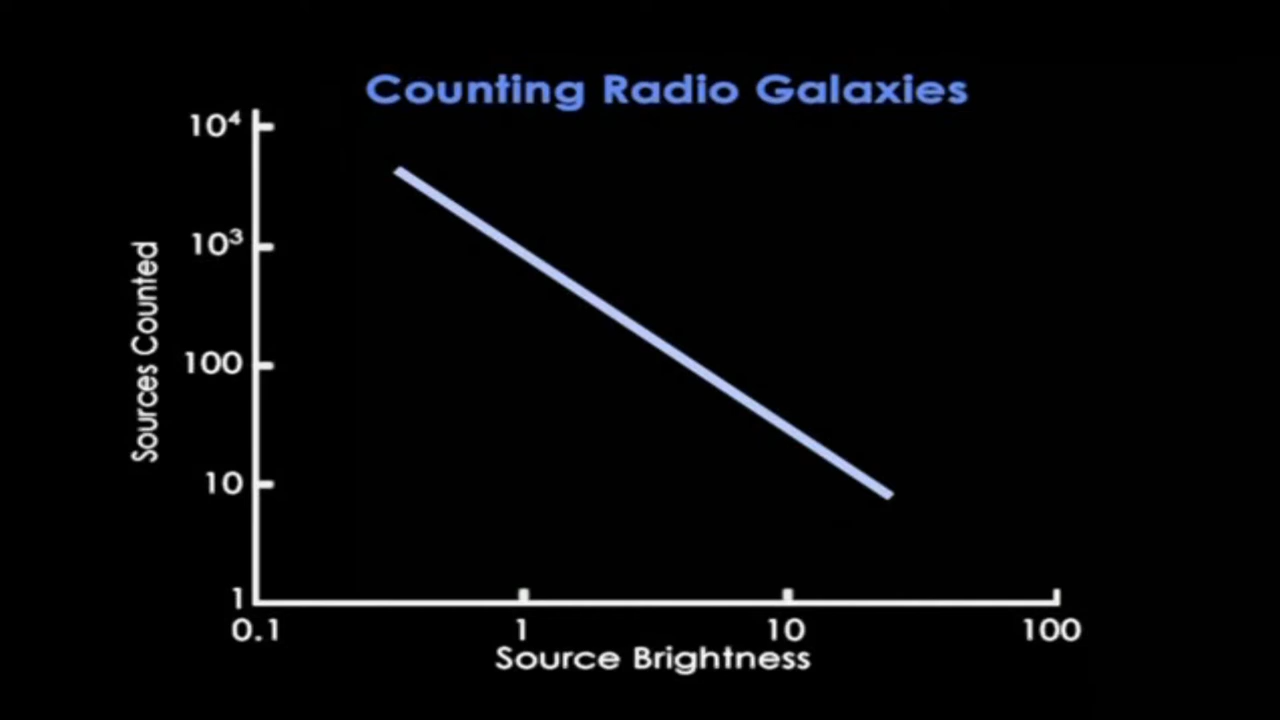 Counting Radio Galaxies
10⁴
10³
100
10
1
Sources Counted
0.1 1 10 100
Source Brightness